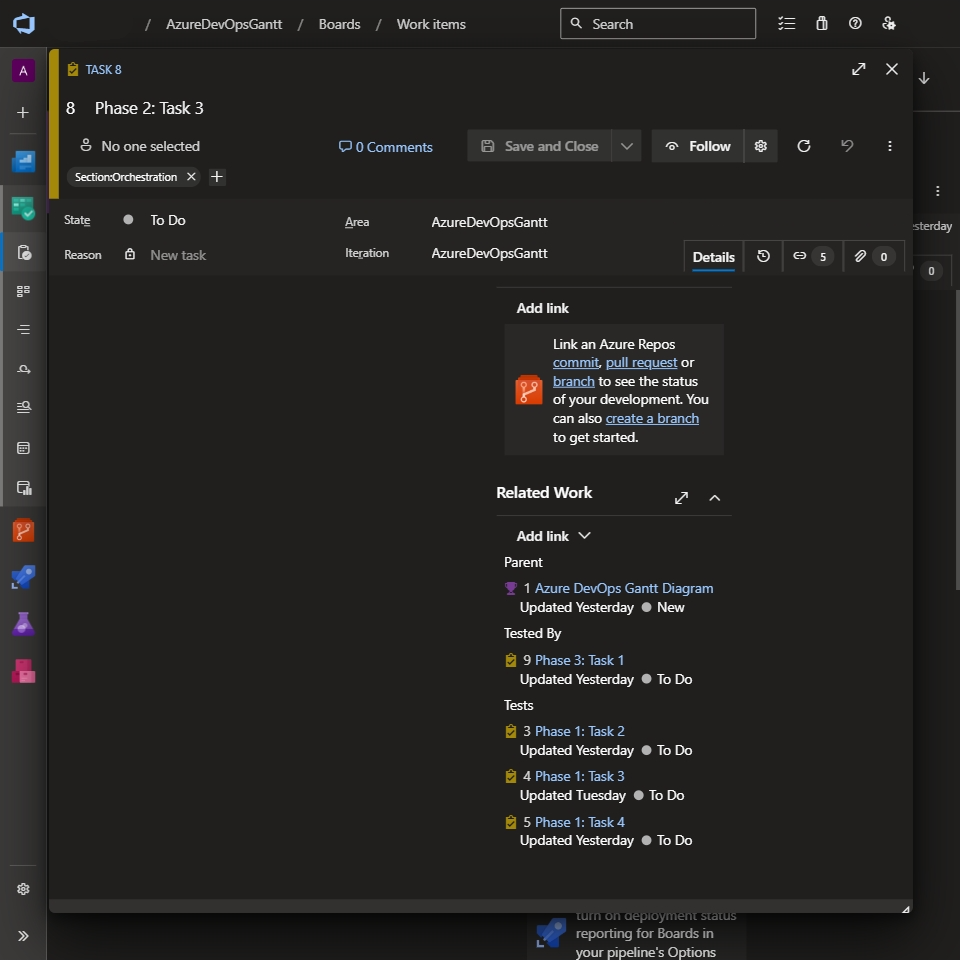 / AzureDevOpsGantt / Boards / Work items
Search
A
TASK 8
8 Phase 2: Task 3
No one selected
0 Comments
Save and Close
Follow
Section:Orchestration
State
To Do
Area
AzureDevOpsGantt
Reason
New task
Iteration
AzureDevOpsGantt
Details
5
0
esterday
0
Add link
Link an Azure Repos
commit, pull request or
branch to see the status
of your development. You
can also create a branch
to get started.
Related Work
Add link
Parent
1 Azure DevOps Gantt Diagram
Updated Yesterday New
Tested By
9 Phase 3: Task 1
Updated Yesterday To Do
Tests
3 Phase 1: Task 2
Updated Yesterday To Do
4 Phase 1: Task 3
Updated Tuesday To Do
5 Phase 1: Task 4
Updated Yesterday To Do
turn on deployment status
reporting for Boards in
your pipeline's Options